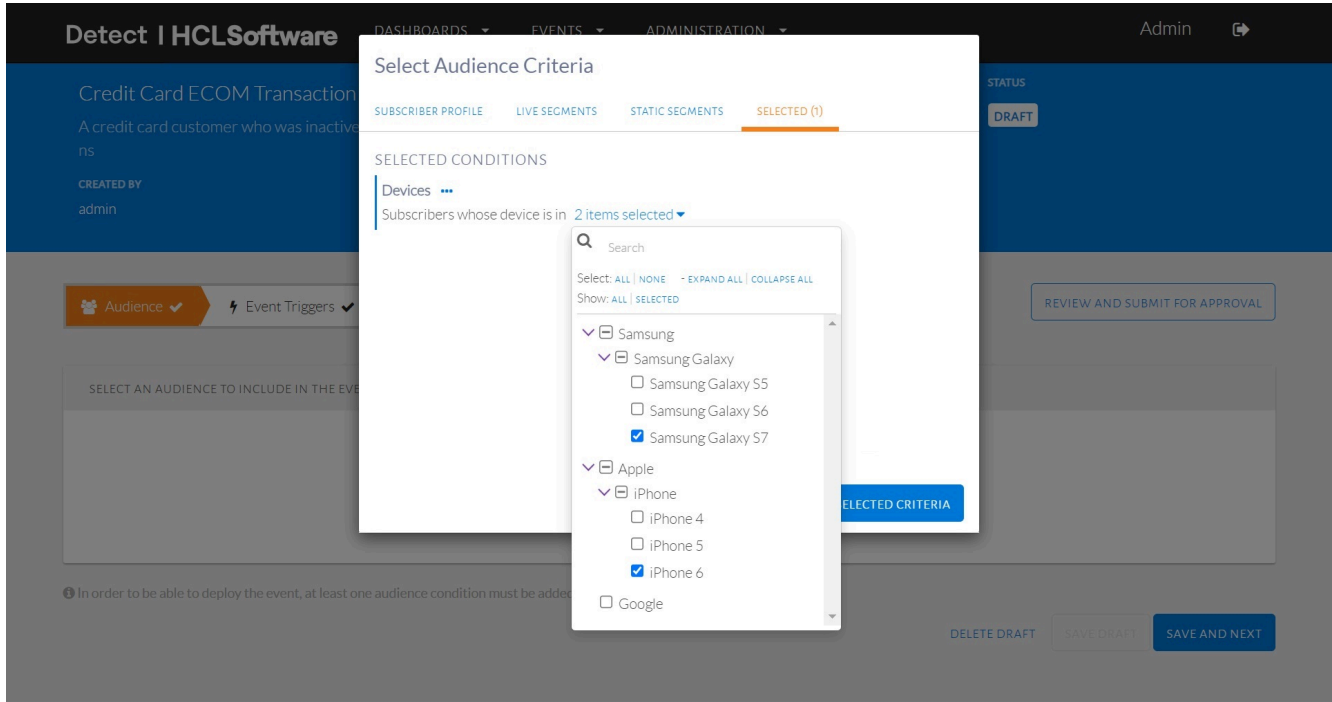 Detect | HCLSoftware
DASHBOARDS EVENTS ADMINISTRATION
Admin
Credit Card ECOM Transaction
A credit card customer who was inactive
ns
CREATED BY
admin
STATUS
DRAFT
Select Audience Criteria
SUBSCRIBER PROFILE LIVE SEGMENTS STATIC SEGMENTS SELECTED (1)
SELECTED CONDITIONS
Devices •••
Subscribers whose device is in 2 items selected
Search
Select: ALL | NONE - EXPAND ALL | COLLAPSE ALL
Show: ALL | SELECTED
Samsung
Samsung Galaxy
Samsung Galaxy S5
Samsung Galaxy S6
Samsung Galaxy S7
Apple
iPhone
iPhone 4
iPhone 5
iPhone 6
Google
ELECTED CRITERIA
Audience Event Triggers
REVIEW AND SUBMIT FOR APPROVAL
SELECT AN AUDIENCE TO INCLUDE IN THE EVE
In order to be able to deploy the event, at least one audience condition must be added
DELETE DRAFT SAVE DRAFT SAVE AND NEXT